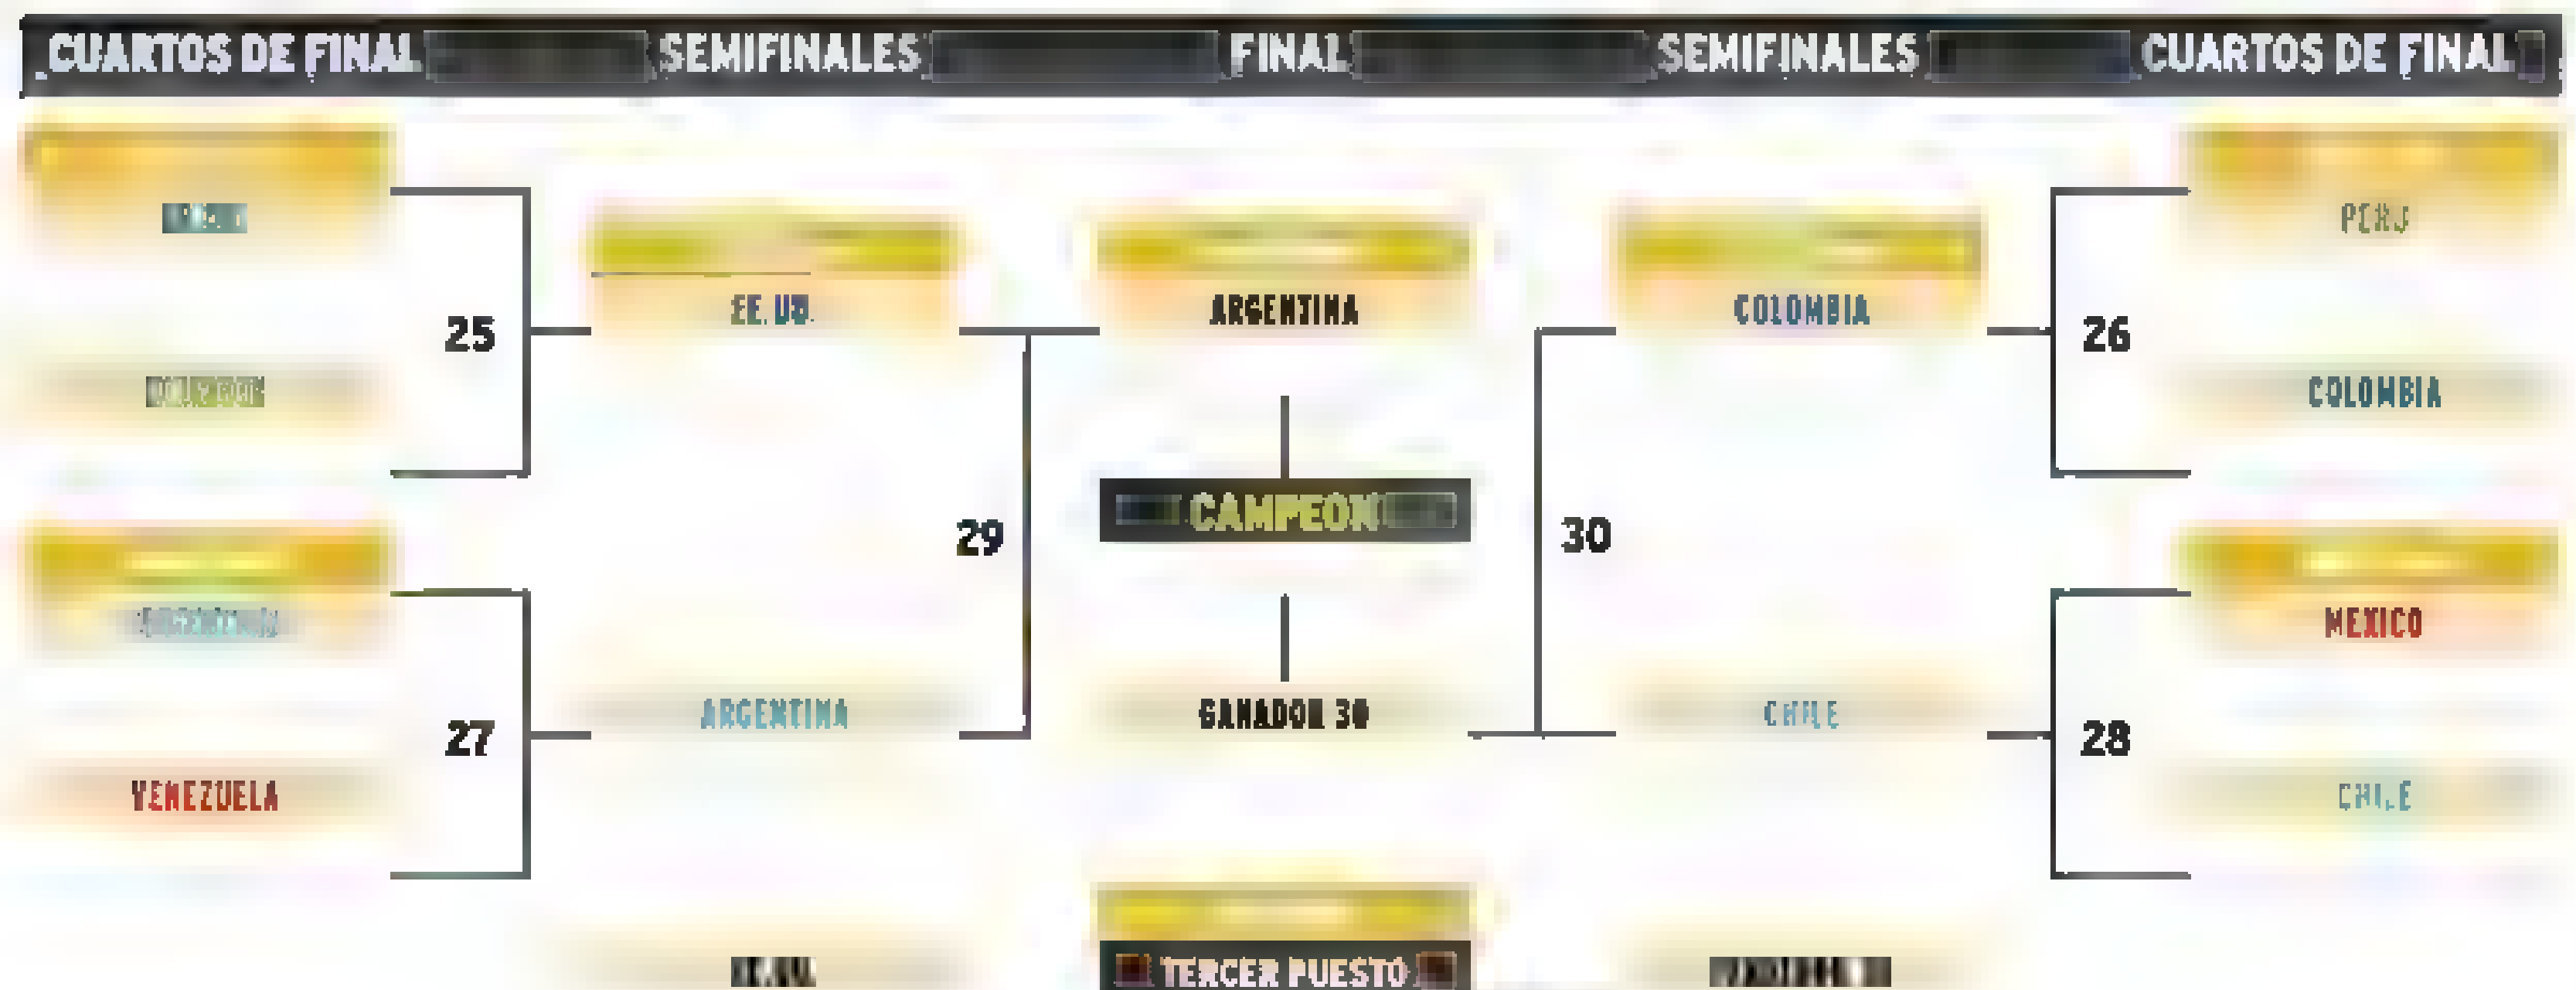 CUARTOS DE FINAL SEMIFINALES FINAL SEMIFINALES CUARTOS DE FINAL
PERU
EE.UU. ARGENTINA COLOMBIA
25 26
COLOMBIA
CAMPEON
29 30
MEXICO
ARGENTINA GANADOR 30 CHILE
27 28
VENEZUELA CHILE
TERCER PUESTO